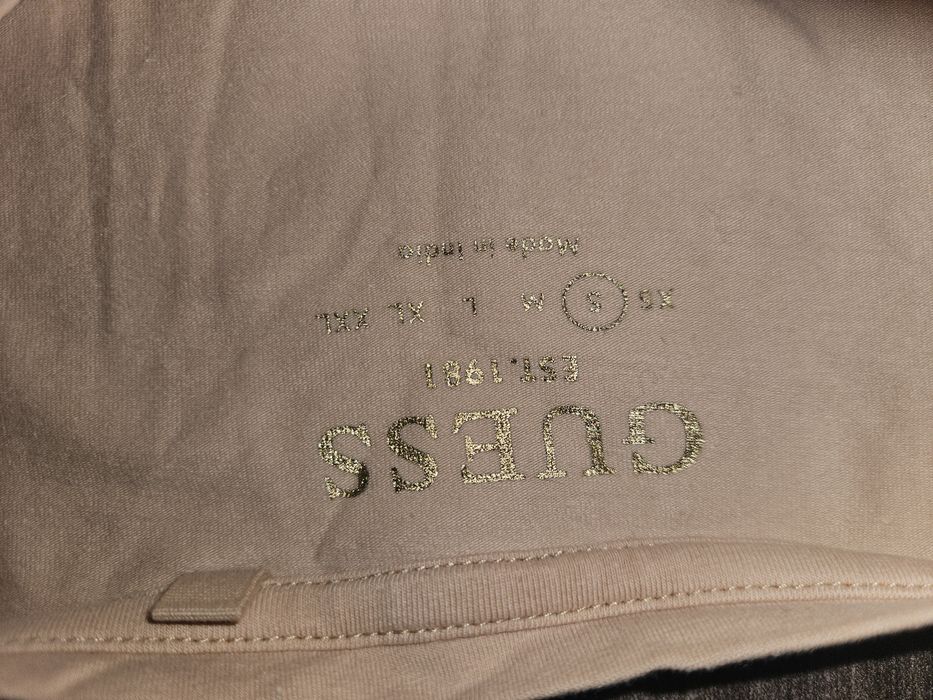 GUESS
EST.1981
XS S M L XL XXL
Made in India